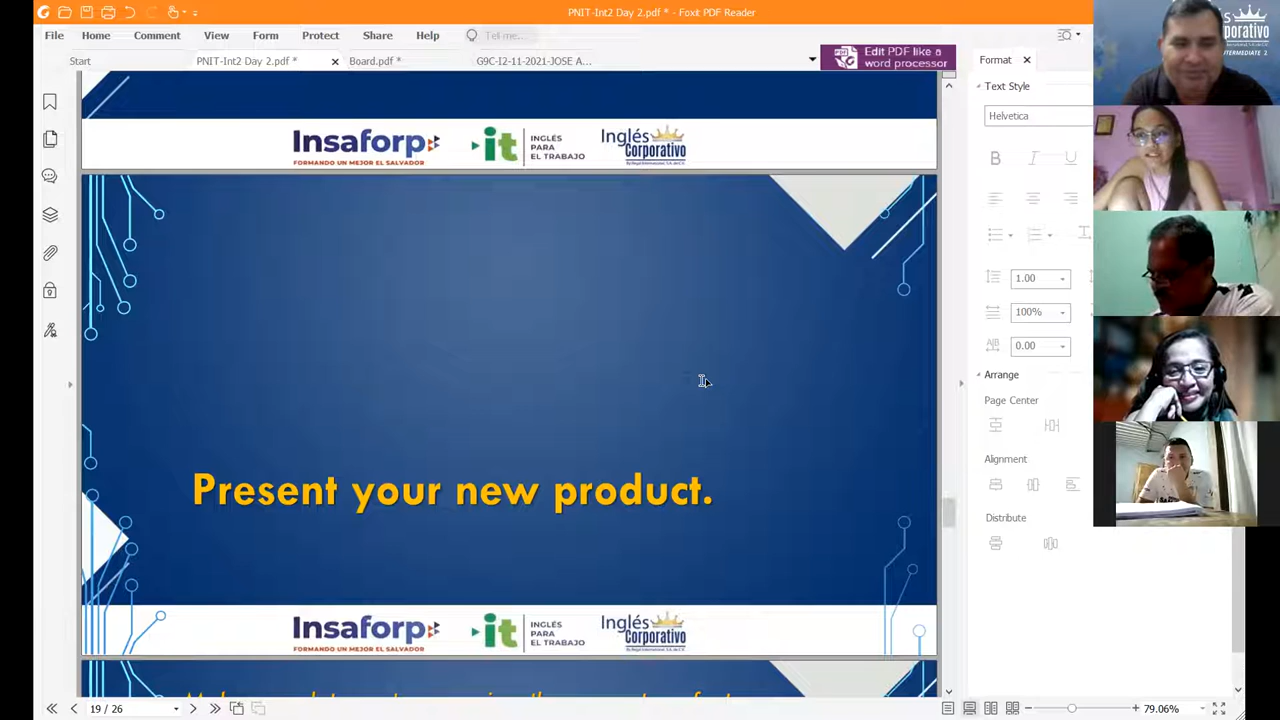 PNIT-Int2 Day 2.pdf * - Foxit PDF Reader
File Home Comment View Form Protect Share Help Tell me...
Start PNIT-Int2 Day 2.pdf * Board.pdf * G9C-I2-11-2021-JOSE A...
Edit PDF like a
word processor
Format
Text Style
Helvetica
B I U
1.00
100%
0.00
Arrange
Page Center
Alignment
Distribute
Insaforp
FORMANDO UN MEJOR EL SALVADOR
it
INGLÉS
PARA
EL TRABAJO
Inglés
Corporativo
Present your new product.
Insaforp
FORMANDO UN MEJOR EL SALVADOR
it
INGLÉS
PARA
EL TRABAJO
Inglés
Corporativo
19 / 26
79.06%